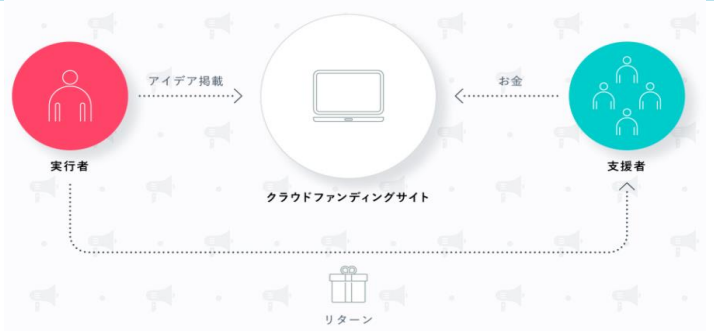 アイデア掲載
お金
実行者
支援者
クラウドファンディングサイト
リターン